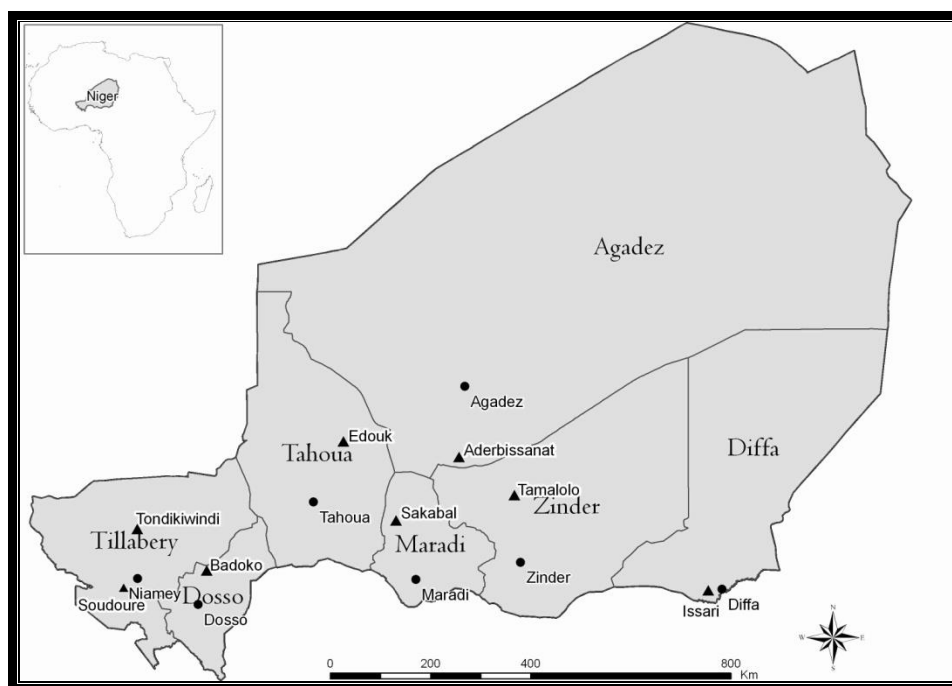 Niger
Agadez
Agadez
Edouk
Tahoua
Aderbissanat
Diffa
Tamalolo
Zinder
Tahoua
Sakabal
Tondikiwindi
Tillabery
Maradi
Badoko
Zinder
Niamey
Maradi
Soudoure
Dosso
Dosso
Issari
Diffa
N
W
E
S
0 200 400 800
Km